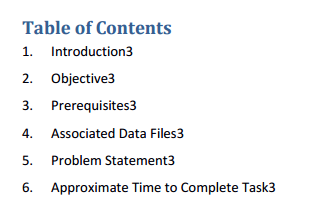 Table of Contents
1. Introduction3
2. Objective3
3. Prerequisites3
4. Associated Data Files3
5. Problem Statement3
6. Approximate Time to Complete Task3